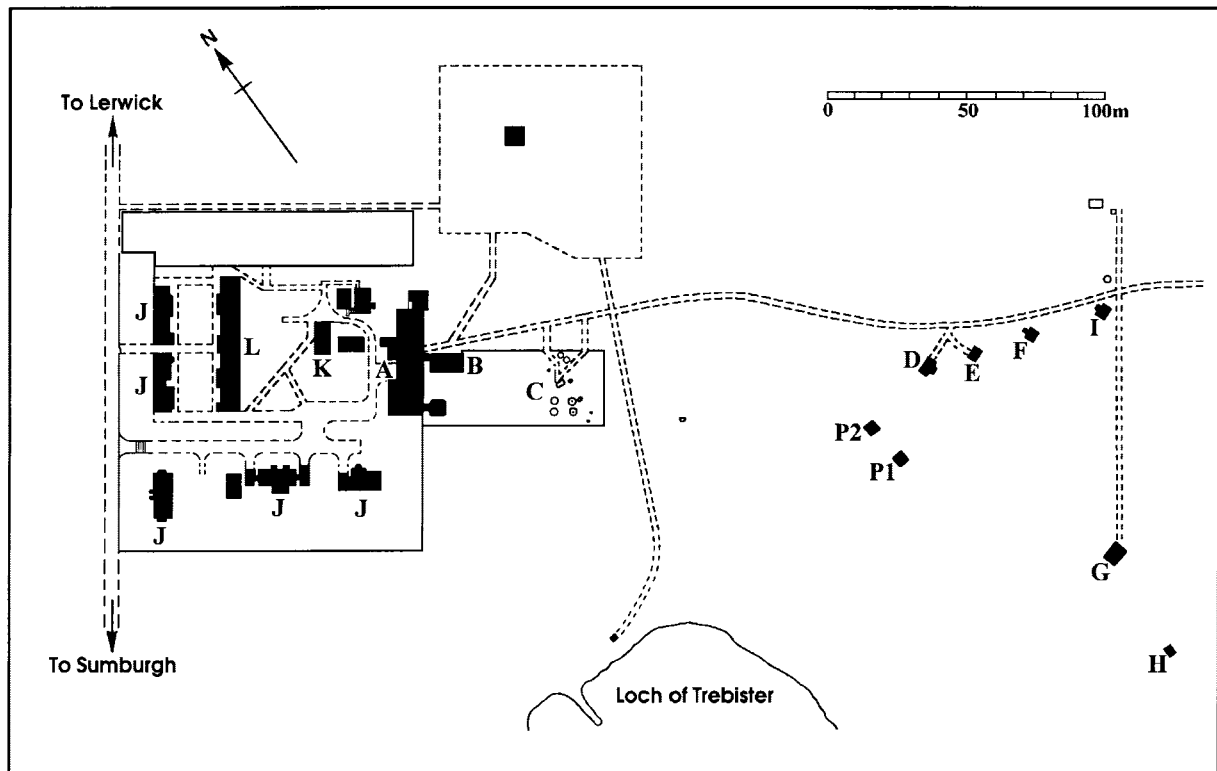 N
To Lerwick
0
50
100m
J
L
K
A
B
C
D
E
F
I
J
P2
P1
J
J
J
G
H
To Sumburgh
Loch of Trebister